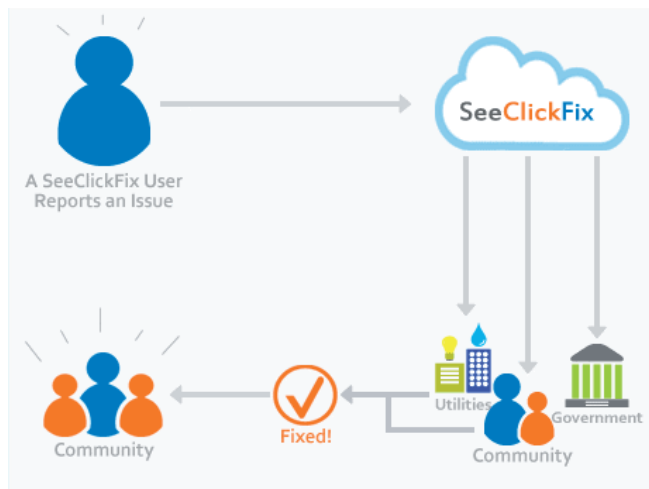 SeeClickFix
A SeeClickFix User
Reports an Issue
Utilities
Government
Fixed!
Community
Community